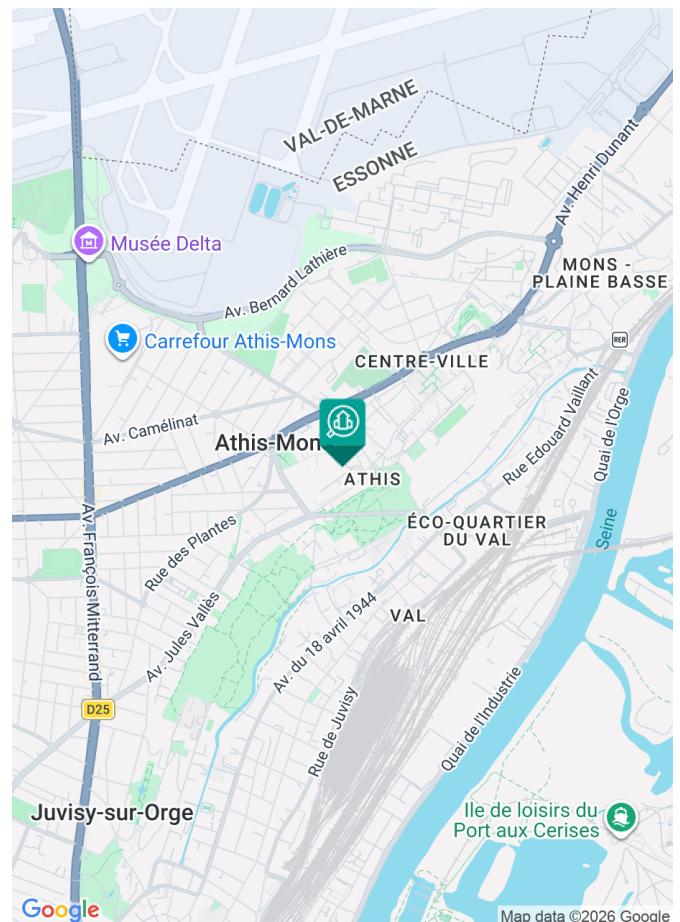 VAL-DE-MARNE
ESSONNE
Av. Henri Dunant
Musée Delta
Av. Bernard Lathière
MONS -
PLAINE BASSE
Carrefour Athis-Mons
CENTRE-VILLE
RER
Av. Camélinat
Athis-Mons
ATHIS
Rue Edouard Vaillant
Quai de l'Orge
Seine
ÉCO-QUARTIER
DU VAL
Av. François Mitterrand
Rue des Plantes
Av. Jules Vallès
VAL
Av. du 18 avril 1944
D25
Rue de Juvisy
Quai de l'Industrie
Juvisy-sur-Orge
Ile de loisirs du
Port aux Cerises
Google
Map data ©2026 Google